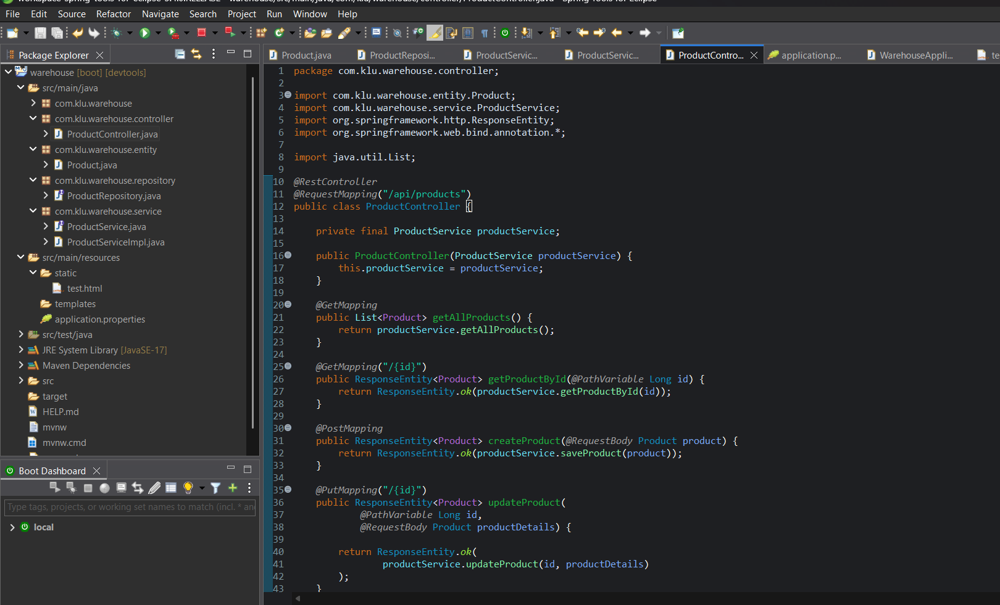 File Edit Source Refactor Navigate Search Project Run Window Help
Package Explorer
warehouse [boot] [devtools]
src/main/java
com.klu.warehouse
com.klu.warehouse.controller
ProductController.java
com.klu.warehouse.entity
Product.java
com.klu.warehouse.repository
ProductRepository.java
com.klu.warehouse.service
ProductService.java
ProductServiceImpl.java
src/main/resources
static
test.html
templates
application.properties
src/test/java
JRE System Library [JavaSE-17]
Maven Dependencies
src
target
HELP.md
mvnw
mvnw.cmd
Boot Dashboard
Type tags, projects, or working set names to match (incl. * and
local
Product.java ProductReposi... ProductServic... ProductServic... ProductContro... application.p... WarehouseAppli... te
1 package com.klu.warehouse.controller;
2
3 import com.klu.warehouse.entity.Product;
4 import com.klu.warehouse.service.ProductService;
5 import org.springframework.http.ResponseEntity;
6 import org.springframework.web.bind.annotation.*;
7
8 import java.util.List;
9
10 @RestController
11 @RequestMapping("/api/products")
12 public class ProductController {
13
14 private final ProductService productService;
15
16 public ProductController(ProductService productService) {
17 this.productService = productService;
18 }
19
20 @GetMapping
21 public List<Product> getAllProducts() {
22 return productService.getAllProducts();
23 }
24
25 @GetMapping("/{id}")
26 public ResponseEntity<Product> getProductById(@PathVariable Long id) {
27 return ResponseEntity.ok(productService.getProductById(id));
28 }
29
30 @PostMapping
31 public ResponseEntity<Product> createProduct(@RequestBody Product product) {
32 return ResponseEntity.ok(productService.saveProduct(product));
33 }
34
35 @PutMapping("/{id}")
36 public ResponseEntity<Product> updateProduct(
37 @PathVariable Long id,
38 @RequestBody Product productDetails) {
39
40 return ResponseEntity.ok(
41 productService.updateProduct(id, productDetails)
42 );
43 }